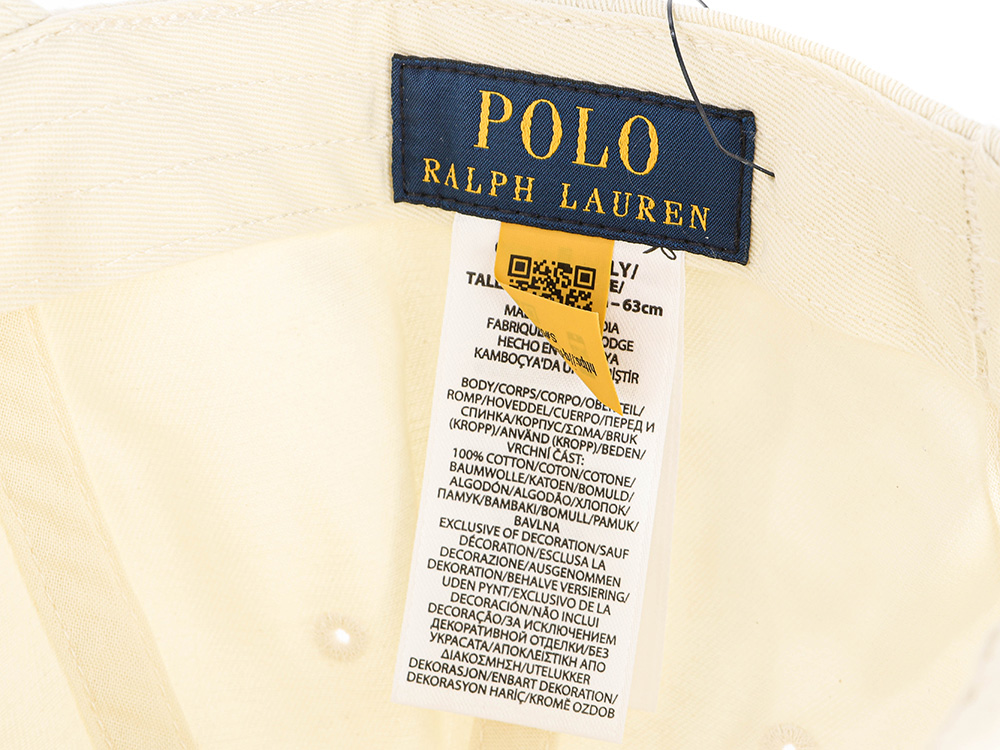 POLO
RALPH LAUREN
LY/
TALL E/
– 63cm
MA DIA
FABRIQU ODGE
HECHO EN YA
KAMBOÇYA'DA Ü İŞTİR
BODY/CORPS/CORPO/OBERTEIL/
ROMP/HOVEDDEL/CUERPO/ПЕРЕД И
СПИНКА/KORPUС/ΣΩΜΑ/BRUK
(KROPP)/ANVÄND (KROPP)/BEDEN/
VRCHNÍ ČÁST:
100% COTTON/COTON/COTONE/
BAUMWOLLE/KATOEN/BOMULD/
ALGODÓN/ALGODÃO/ХЛОПОК/
ΠΑΜΥΚ/BAMBAKI/BOMULL/PAMUK/
BAVLNA
EXCLUSIVE OF DECORATION/SAUF
DÉCORATION/ESCLUSA LA
DECORAZIONE/AUSGENOMMEN
DEKORATION/BEHALVE VERSIERING/
UDEN PYNT/EXCLUSIVO DE LA
DECORACIÓN/NÃO INCLUI
DECORAÇÃO/ЗА ИСКЛЮЧЕНИЕМ
ДЕКОРАТИВНОЙ ОТДЕЛКИ/БЕЗ
УКРАСАТА/ΑΠΟΚΛΕΙΣΤΙΚΗ ΑΠΟ
ΔΙΑΚΟΣΜΗΣΗ/UTELUKKER
DEKORASJON/ENBART DEKORATION/
DEKORASYON HARİÇ/KROMĚ OZDOB